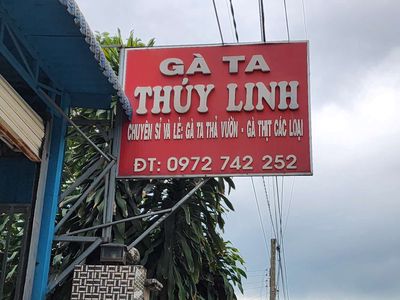 GÀ TA
THÚY LINH
CHUYÊN SỈ VÀ LẺ: GÀ TA THẢ VƯỜN - GÀ THỊT CÁC LOẠI
ĐT: 0972 742 252